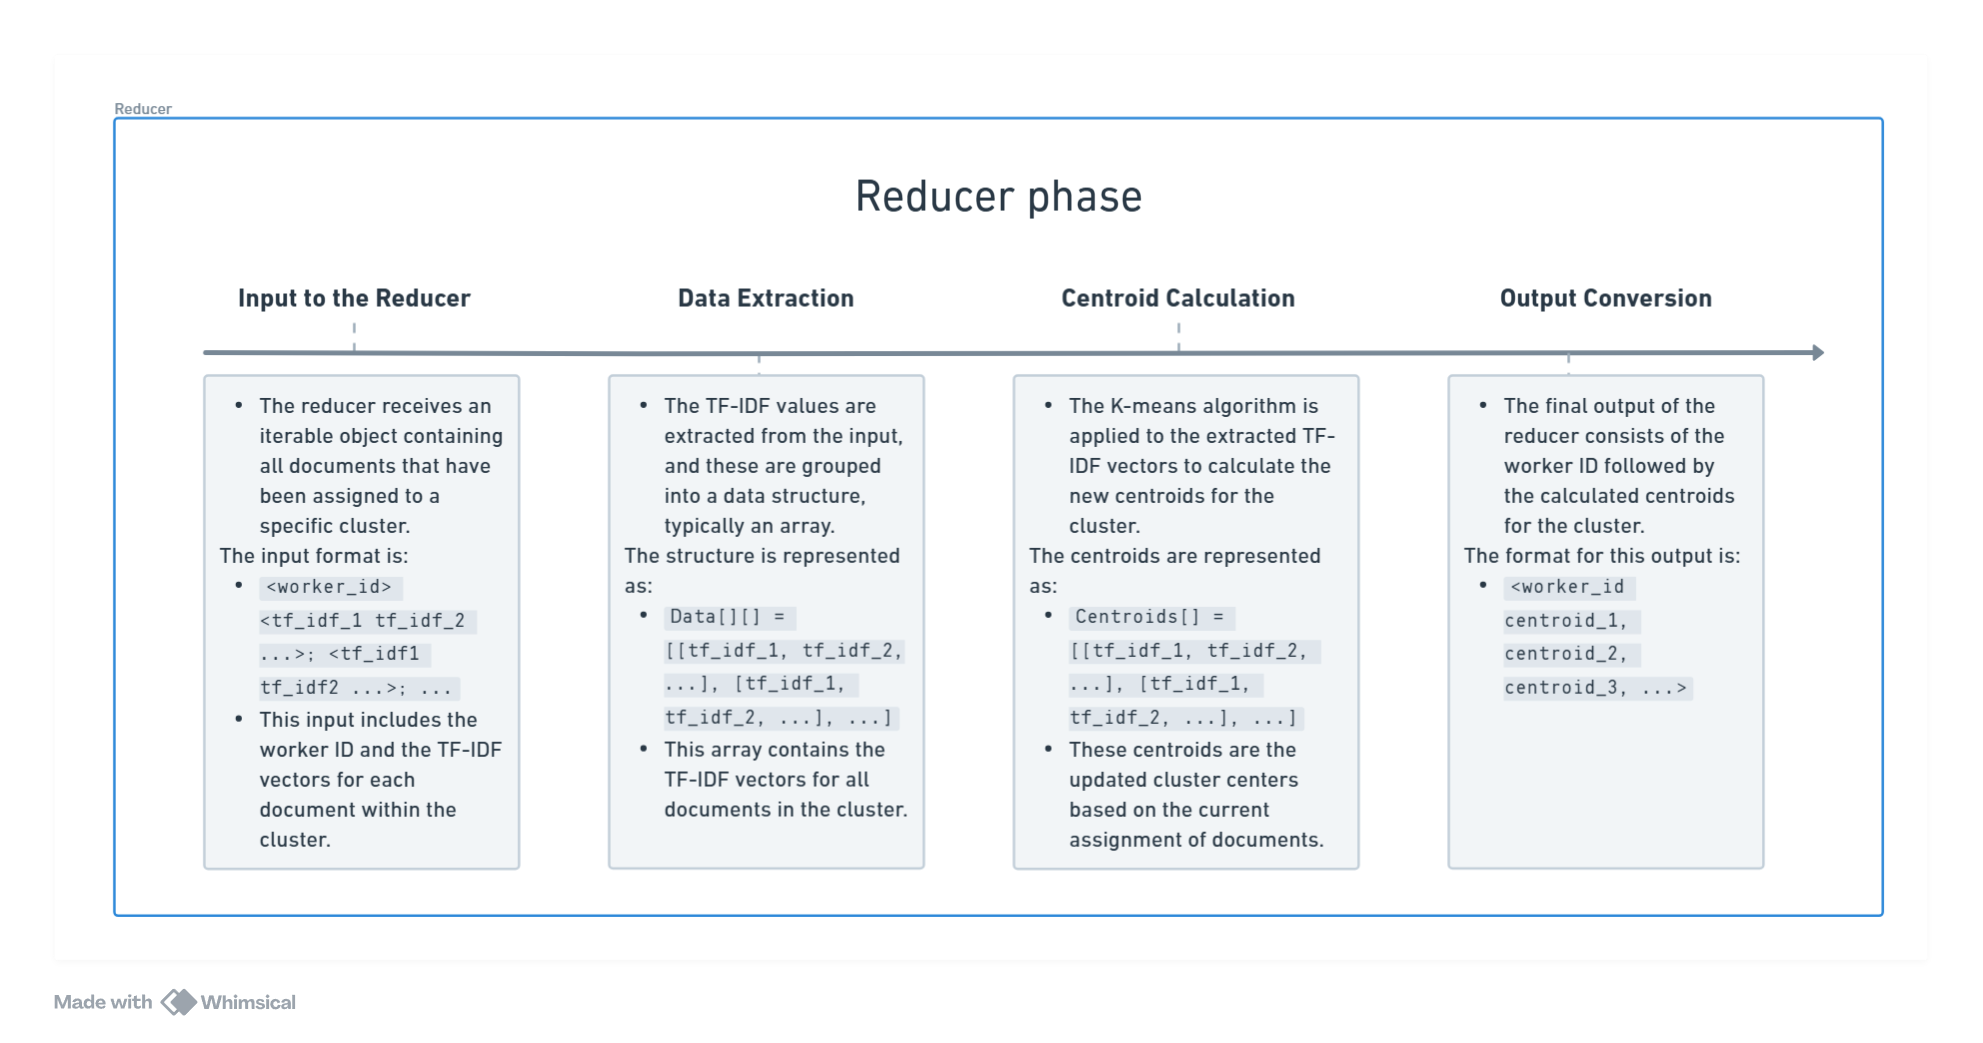 Reducer
Reducer phase
Input to the Reducer
• The reducer receives an
iterable object containing
all documents that have
been assigned to a
specific cluster.
The input format is:
• <worker_id>
<tf_idf_1 tf_idf_2
...>; <tf_idf1
tf_idf2 ...>; ...
• This input includes the
worker ID and the TF-IDF
vectors for each
document within the
cluster.
Data Extraction
• The TF-IDF values are
extracted from the input,
and these are grouped
into a data structure,
typically an array.
The structure is represented
as:
• Data[][] =
[[tf_idf_1, tf_idf_2,
...], [tf_idf_1,
tf_idf_2, ...], ...]
• This array contains the
TF-IDF vectors for all
documents in the cluster.
Centroid Calculation
• The K-means algorithm is
applied to the extracted TF-
IDF vectors to calculate the
new centroids for the
cluster.
The centroids are represented
as:
• Centroids[] =
[[tf_idf_1, tf_idf_2,
...], [tf_idf_1,
tf_idf_2, ...], ...]
• These centroids are the
updated cluster centers
based on the current
assignment of documents.
Output Conversion
• The final output of the
reducer consists of the
worker ID followed by
the calculated centroids
for the cluster.
The format for this output is:
• <worker_id
centroid_1,
centroid_2,
centroid_3, ...>
Made with Whimsical